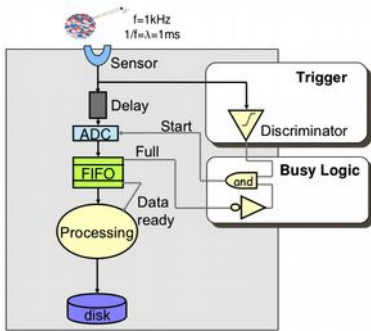 f=1kHz
1/f=λ=1ms
Sensor
Trigger
Delay
Discriminator
ADC
Start
Full
Busy Logic
FIFO
and
Data
ready
Processing
disk